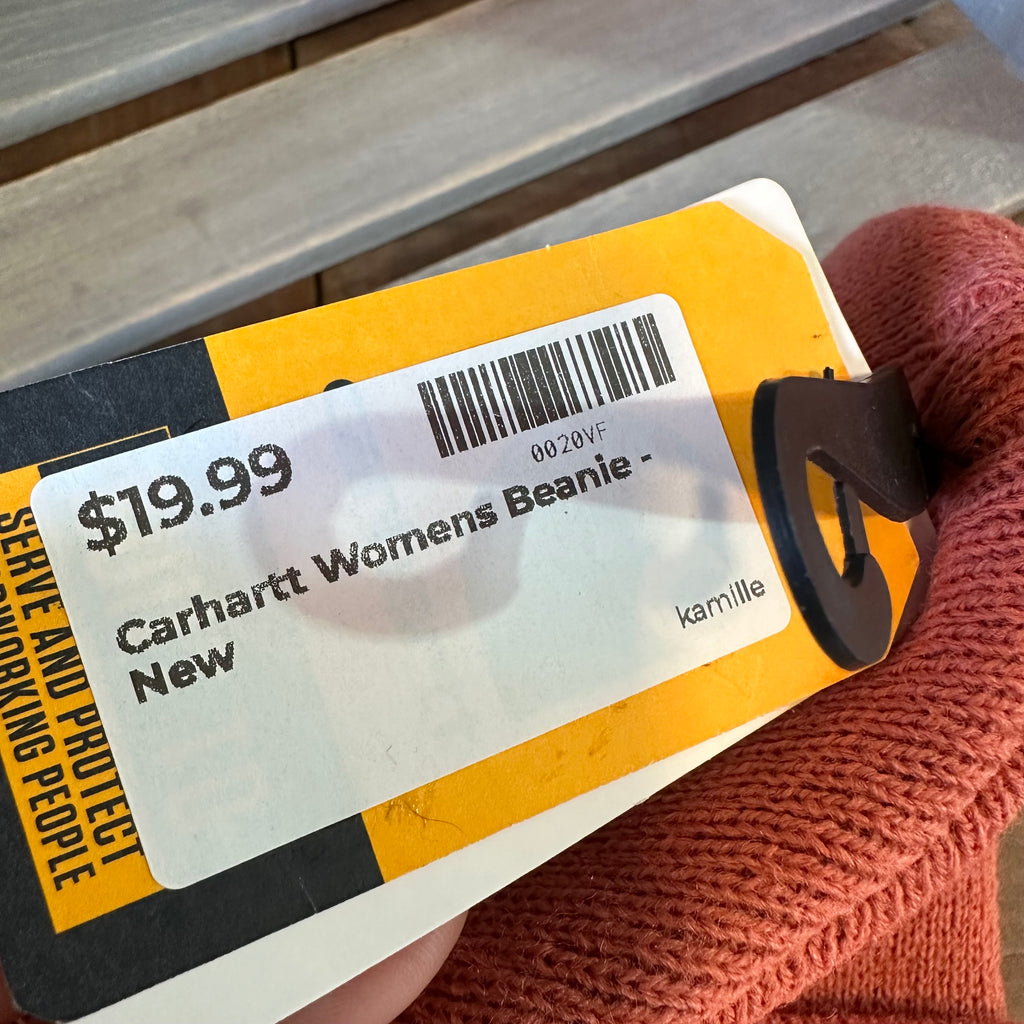 $19.99
0020VF
Carhartt Womens Beanie -
New
kamille
SERVE AND PROTECT
WORKING PEOPLE